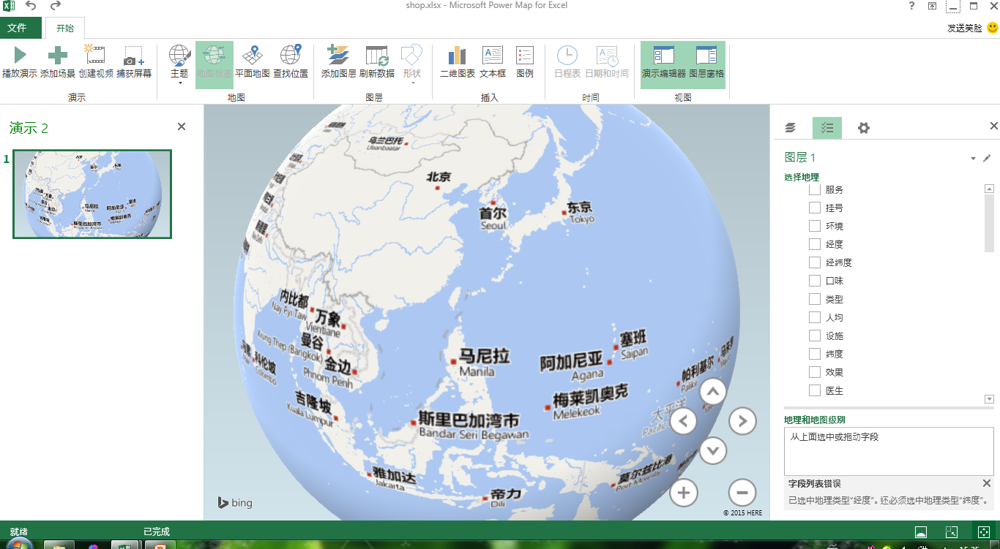 shop.xlsx - Microsoft Power Map for Excel
文件
开始
发送笑脸
播放演示
添加场景
创建视频
捕获屏幕
主题
地图标签
平面地图
查找位置
添加图层
刷新数据
形状
二维图表
文本框
图例
日程表
日期和时间
演示编辑器
图层窗格
演示
地图
图层
插入
时间
视图
演示 2
1
乌兰巴托
Ulaanbaatar
北京
首尔
Seoul
东京
Tokyo
内比都
Nay Pyi Taw
万象
Vientiane
曼谷
Krung Thep (Bangkok)
金边
Phnom Penh
科伦坡
Colombo
吉隆坡
Kuala Lumpur
马尼拉
Manila
塞班
Saipan
阿加尼亚
Agana
帕利基尔
Palikir
梅莱凯奥克
Melekeok
太平洋
Pacific
斯里巴加湾市
Bandar Seri Begawan
雅加达
Jakarta
帝力
Dili
莫尔兹比港
Port Moresby
bing
© 2015 HERE
图层 1
选择地理
服务
挂号
环境
经度
经纬度
口味
类型
人均
设施
纬度
效果
医生
地理和地图级别
从上面选中或拖动字段
字段列表错误
已选中地理类型“经度”。还必须选中地理类型“纬度”。
就绪
已完成